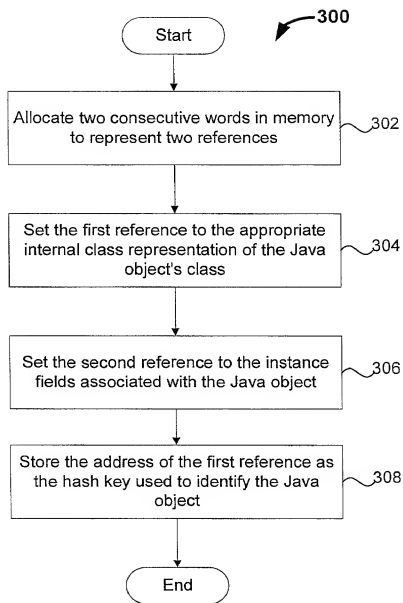 300
Start
Allocate two consecutive words in memory
to represent two references
302
Set the first reference to the appropriate
internal class representation of the Java
object's class
304
Set the second reference to the instance
fields associated with the Java object
306
Store the address of the first reference as
the hash key used to identify the Java
object
308
End